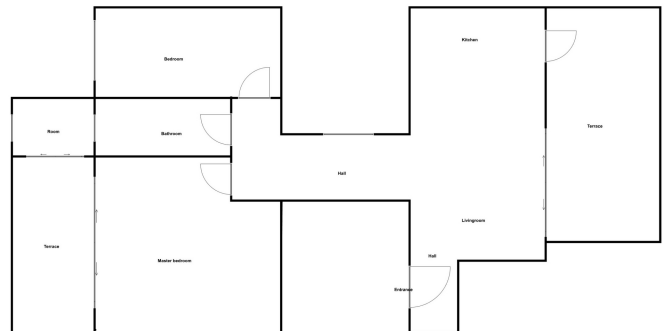 Kitchen
Bedroom
Terrace
Room
Bathroom
Hall
Livingroom
Terrace
Hall
Master bedroom
Entrance